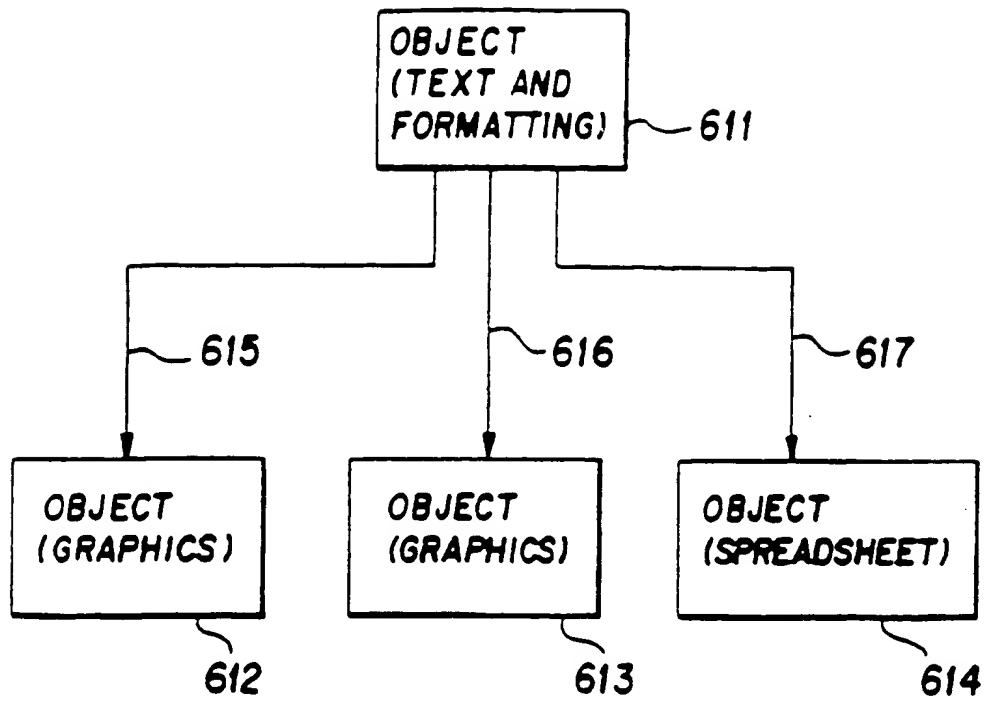 OBJECT
(TEXT AND
FORMATTING)
611
615
616
617
OBJECT
(GRAPHICS)
OBJECT
(GRAPHICS)
OBJECT
(SPREADSHEET)
612
613
614